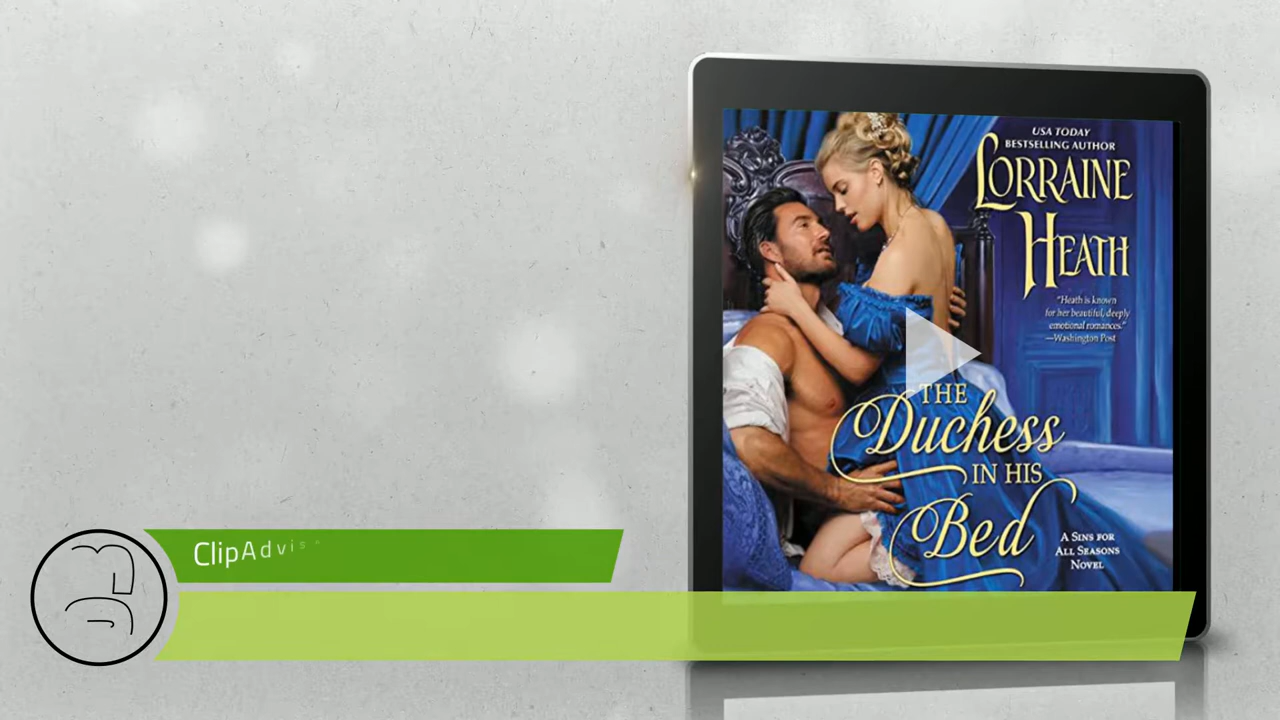 USA TODAY
BESTSELLING AUTHOR
LORRAINE
HEATH
"Heath is known
for her beautiful, deeply
emotional romances."
—Washington Post
THE
Duchess
IN HIS
Bed
A SINS FOR
ALL SEASONS
NOVEL
ClipAdvis